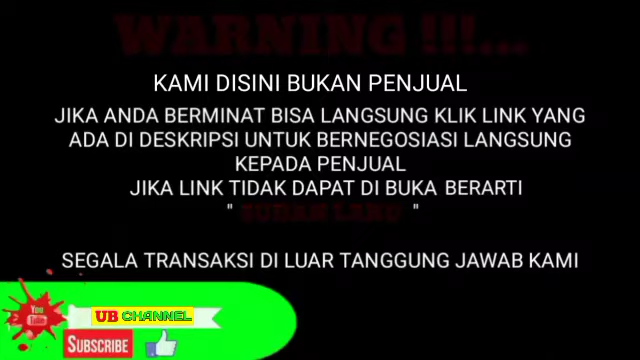 WARNING !!!...
KAMI DISINI BUKAN PENJUAL
JIKA ANDA BERMINAT BISA LANGSUNG KLIK LINK YANG
ADA DI DESKRIPSI UNTUK BERNEGOSIASI LANGSUNG
KEPADA PENJUAL
JIKA LINK TIDAK DAPAT DI BUKA BERARTI
" SUDAH LAKU "
SEGALA TRANSAKSI DI LUAR TANGGUNG JAWAB KAMI
You
Tube
UB CHANNEL
SUBSCRIBE